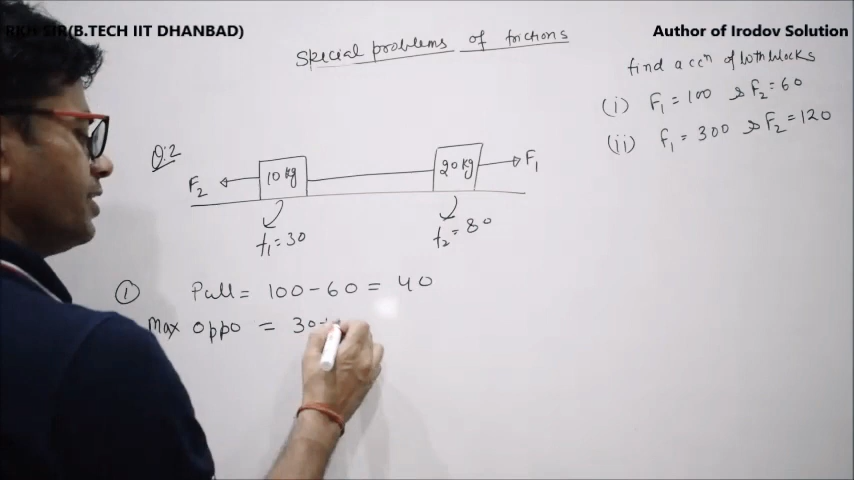 RKH SIR(B.TECH IIT DHANBAD)
Author of Irodov Solution
Special problems of frictions
find accⁿ of both blocks
(i) F₁ = 100 & F₂ = 60
(ii) f₁ = 300 & F₂ = 120
Q:2
F₂ 10 kg 20 kg F₁
f₁ = 30
f₂ = 80
① Pull = 100 - 60 = 40
Max Oppo = 30+